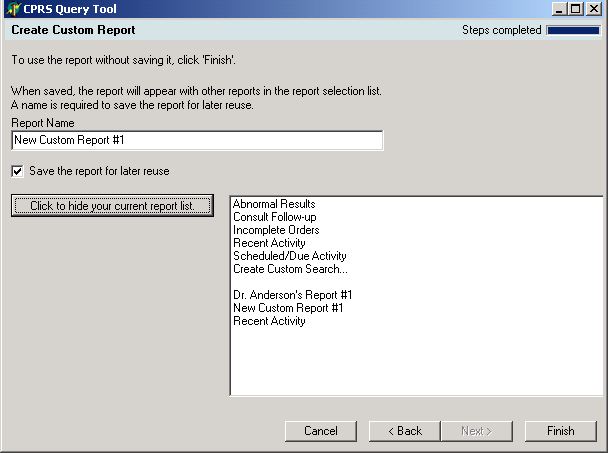 CPRS Query Tool
Create Custom Report
Steps completed
To use the report without saving it, click 'Finish'.
When saved, the report will appear with other reports in the report selection list.
A name is required to save the report for later reuse.
Report Name
New Custom Report #1
Save the report for later reuse
Click to hide your current report list.
Abnormal Results
Consult Follow-up
Incomplete Orders
Recent Activity
Scheduled/Due Activity
Create Custom Search...
Dr. Anderson's Report #1
New Custom Report #1
Recent Activity
Cancel
< Back
Next >
Finish